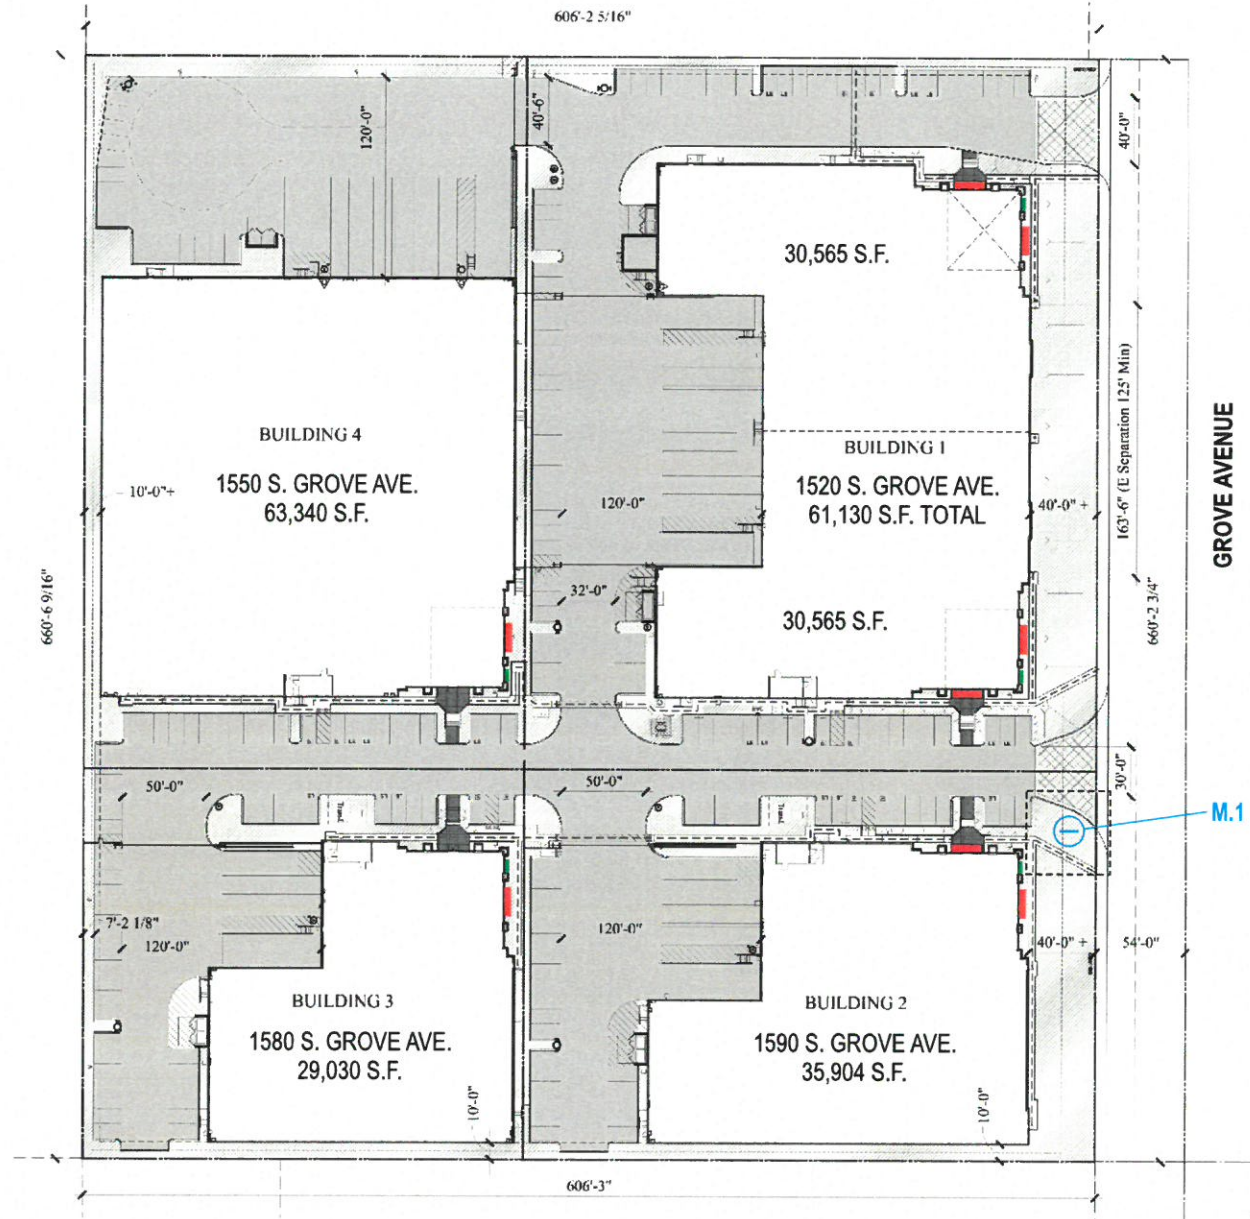 606'-2 5/16"
120'-0"
40'-6"
40'-0"
30,565 S.F.
163'-6" (E Separation 125' Min)
GROVE AVENUE
BUILDING 4
1550 S. GROVE AVE.
63,340 S.F.
10'-0"+
BUILDING 1
1520 S. GROVE AVE.
61,130 S.F. TOTAL
120'-0"
40'-0" +
32'-0"
660'-6 9/16"
660'-2 3/4"
30,565 S.F.
50'-0"
50'-0"
30'-0"
Transf.
Transf.
M.1
7'-2 1/8"
120'-0"
120'-0"
40'-0" +
54'-0"
BUILDING 3
1580 S. GROVE AVE.
29,030 S.F.
BUILDING 2
1590 S. GROVE AVE.
35,904 S.F.
10'-0"
10'-0"
606'-3"